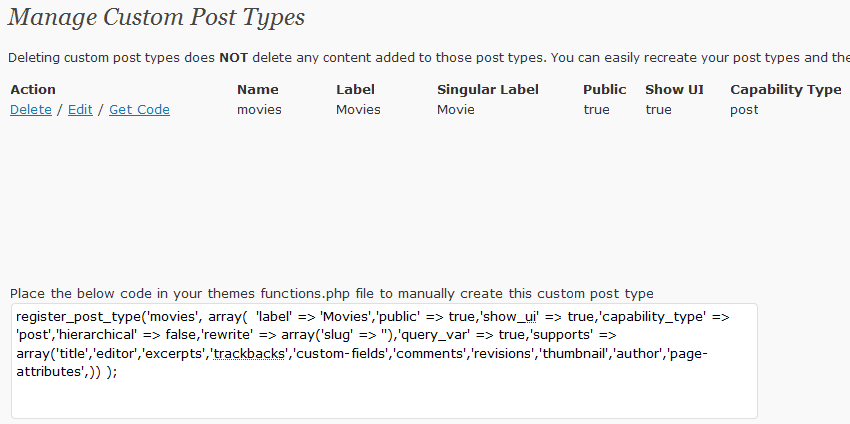 Manage Custom Post Types
Deleting custom post types does NOT delete any content added to those post types. You can easily recreate your post types and the
Action Name Label Singular Label Public Show UI Capability Type
Delete / Edit / Get Code movies Movies Movie true true post
Place the below code in your themes functions.php file to manually create this custom post type
register_post_type('movies', array(  'label' => 'Movies','public' => true,'show_ui' => true,'capability_type' =>
'post','hierarchical' => false,'rewrite' => array('slug' => ''),'query_var' => true,'supports' =>
array('title','editor','excerpts','trackbacks','custom-fields','comments','revisions','thumbnail','author','page-
attributes',)) );